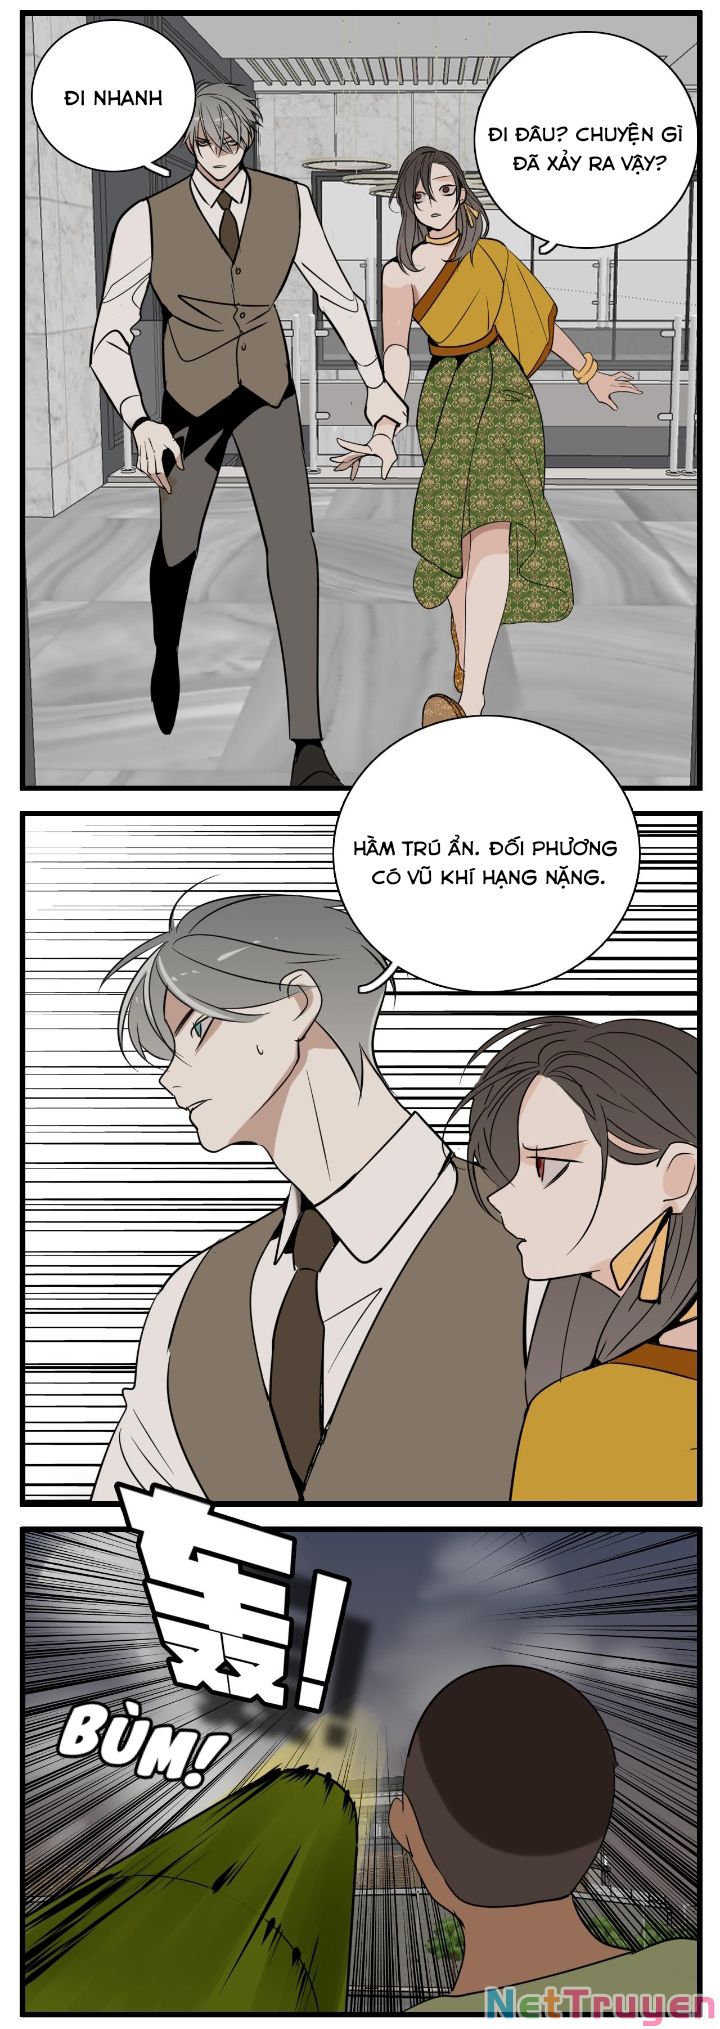 ĐI NHANH
ĐI ĐÂU? CHUYỆN GÌ
ĐÃ XẢY RA VẬY?
HẦM TRÚ ẨN. ĐỐI PHƯƠNG
CÓ VŨ KHÍ HẠNG NẶNG.
轰!
BÙM!
NetTruyen